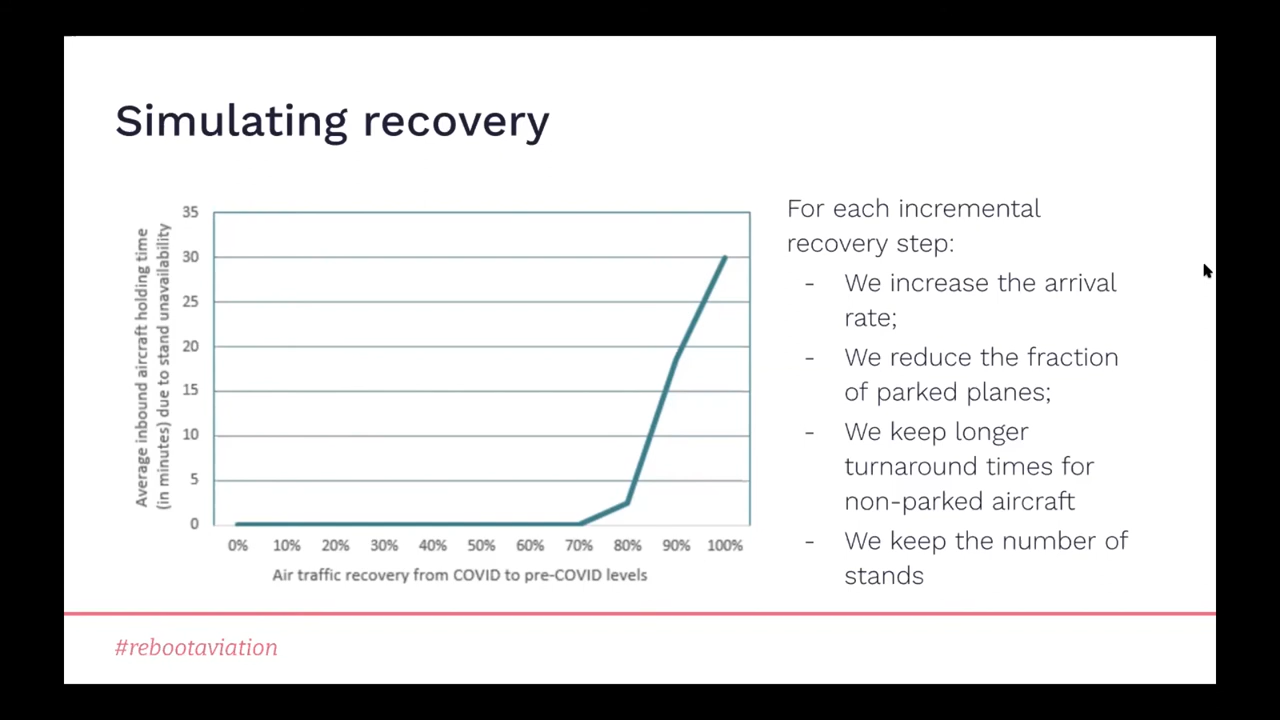 Simulating recovery
Average inbound aircraft holding time
(in minutes) due to stand unavailability
35
30
25
20
15
10
5
0
0% 10% 20% 30% 40% 50% 60% 70% 80% 90% 100%
Air traffic recovery from COVID to pre-COVID levels
For each incremental
recovery step:
- We increase the arrival
rate;
- We reduce the fraction
of parked planes;
- We keep longer
turnaround times for
non-parked aircraft
- We keep the number of
stands
#rebootaviation